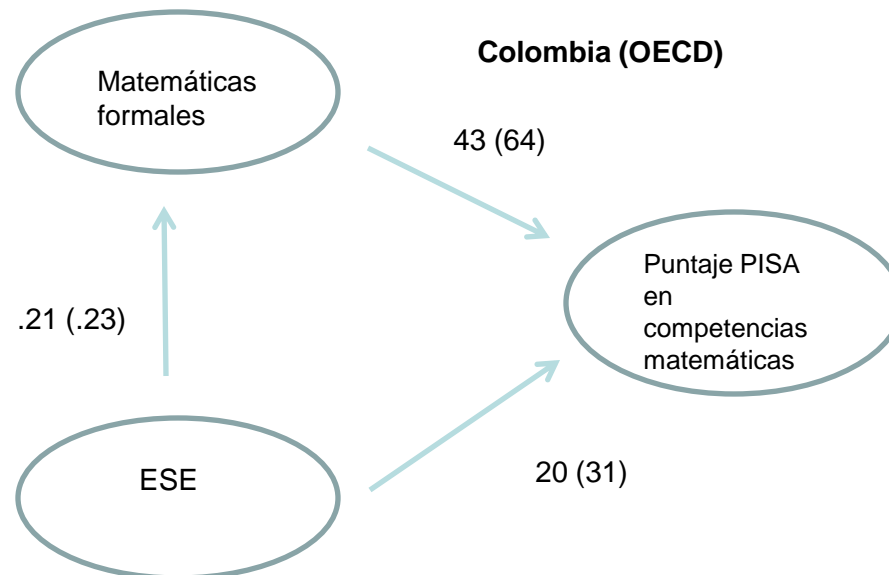 Colombia (OECD)
Matemáticas
formales
43 (64)
Puntaje PISA
en
competencias
matemáticas
.21 (.23)
ESE
20 (31)